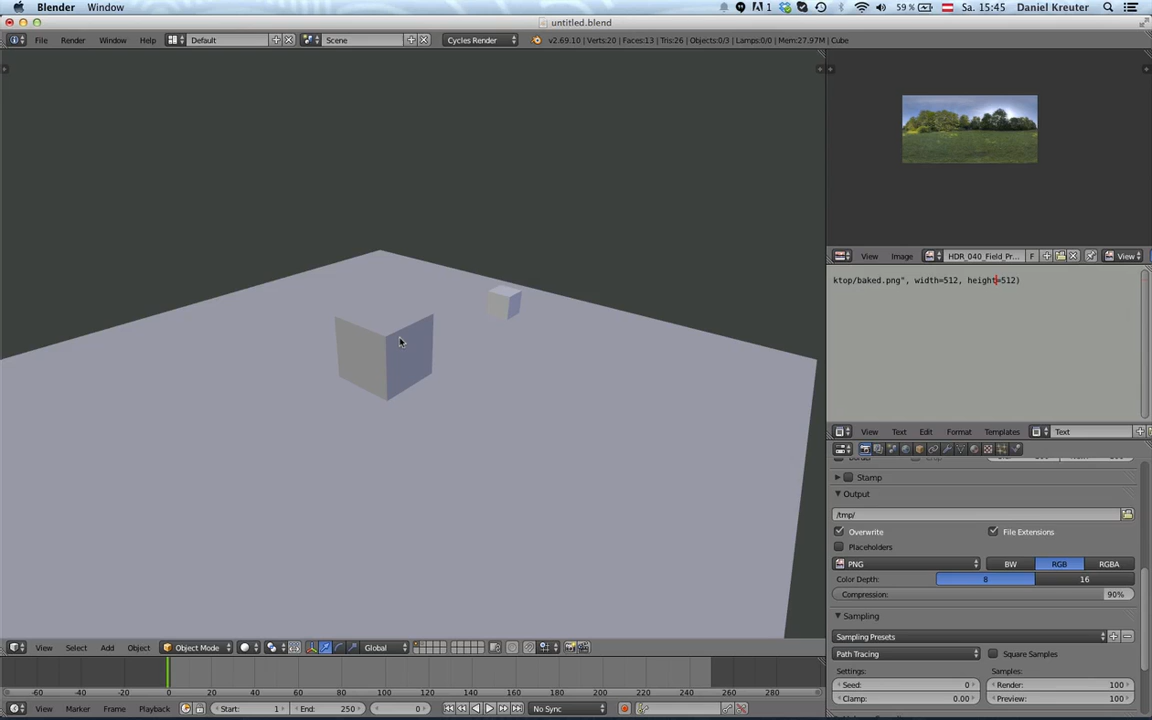 Blender Window 1 59 % Sa. 15:45 Daniel Kreuter
untitled.blend
File Render Window Help Default Scene Cycles Render v2.69.10 | Verts:20 | Faces:13 | Tris:26 | Objects:0/3 | Lamps:0/0 | Mem:27.97M | Cube
View Image HDR_040_Field_Pr... F View
ktop/baked.png", width=512, height=512)
View Text Edit Format Templates Text
Stamp
Output
/tmp/
Overwrite File Extensions
Placeholders
PNG BW RGB RGBA
Color Depth: 8 16
Compression: 90%
Sampling
Sampling Presets
Path Tracing Square Samples
Settings: Samples:
Seed: 0 Render: 100
Clamp: 0.00 Preview: 100
View Select Add Object Object Mode Global
-60 -40 -20 0 20 40 60 80 100 120 140 160 180 200 220 240 260 280
View Marker Frame Playback Start: 1 End: 250 0 No Sync